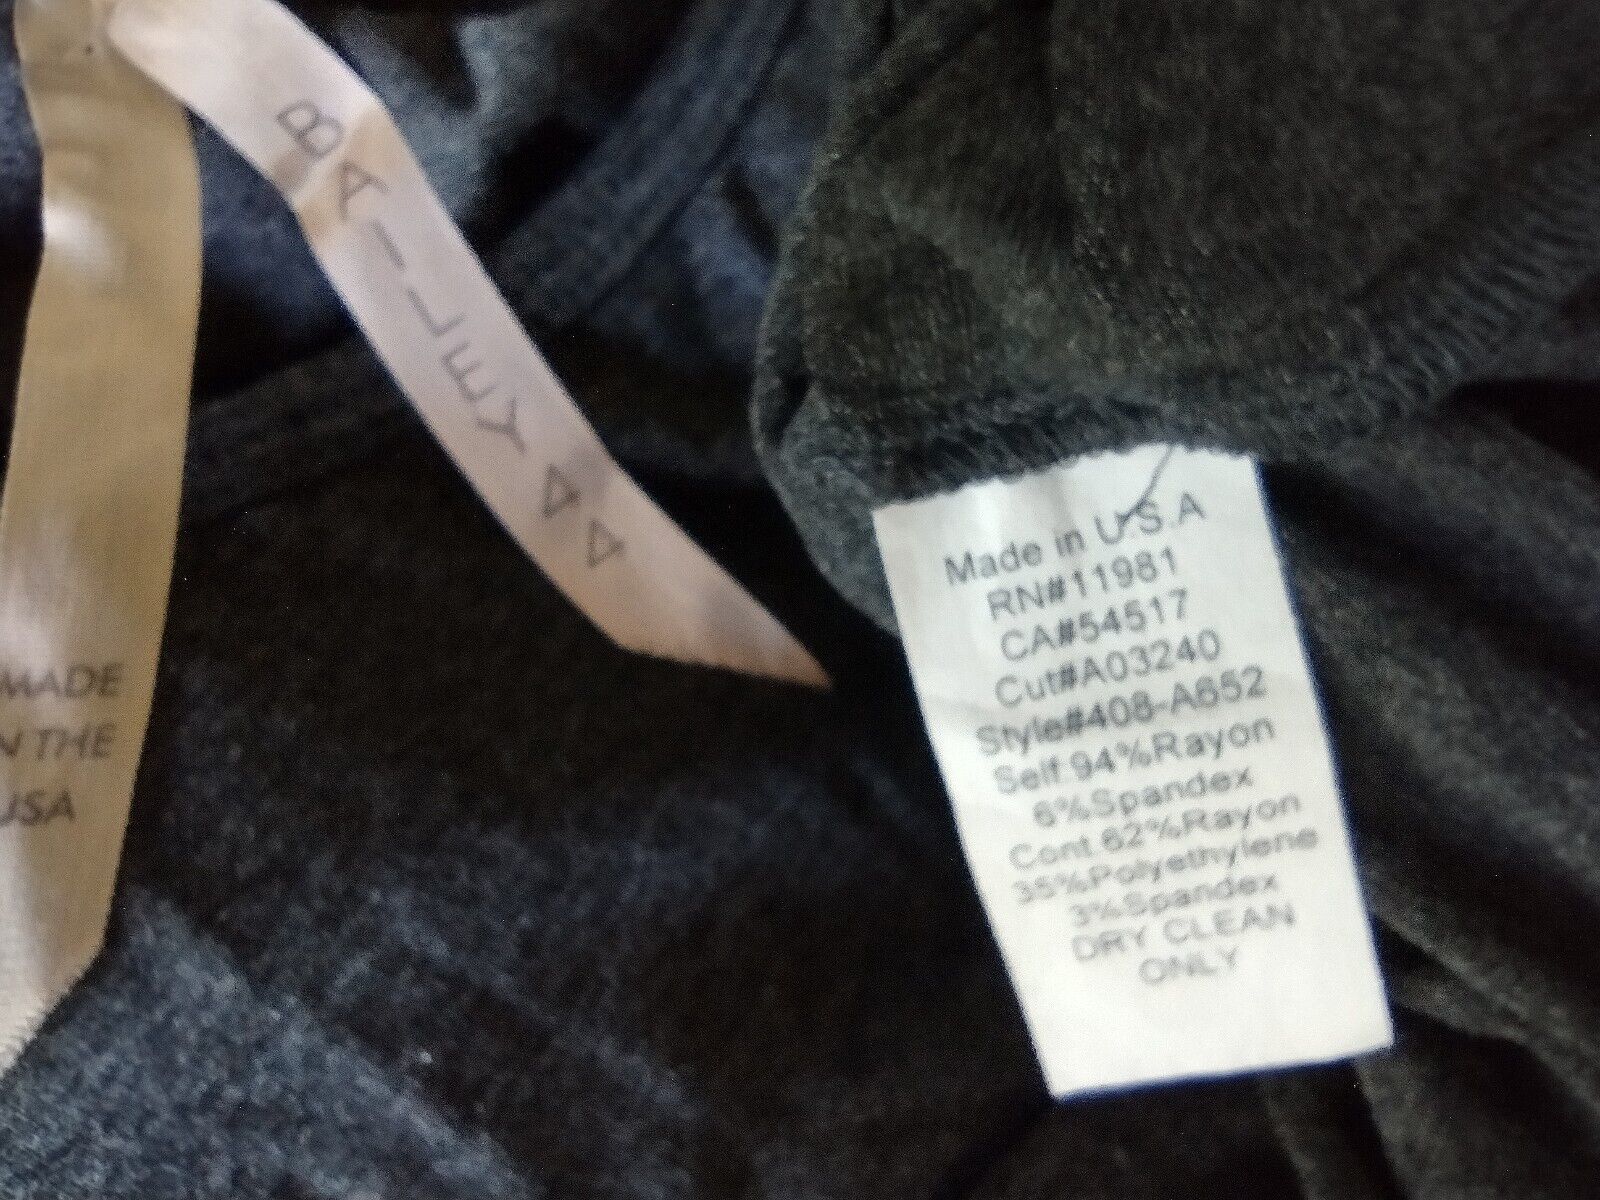 BAILEY 44
MADE
IN THE
USA
Made in U.S.A
RN#11981
CA#54517
Cut#A03240
Style#408-A652
Self:94%Rayon
6%Spandex
Cont.62%Rayon
35%Polyethylene
3%Spandex
DRY CLEAN
ONLY